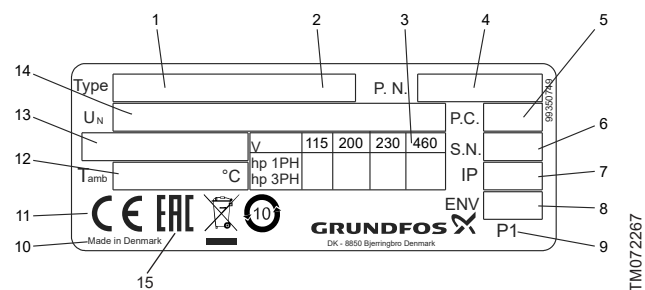 1 2 3 4 5
14 Type P. N. 99350749
U N P.C.
13 V 115 200 230 460 S.N. 6
12 hp 1PH
Tamb °C hp 3PH IP 7
ENV 8
11 CE EAC 10 GRUNDFOS X P1 9
10 Made in Denmark DK - 8850 Bjerringbro Denmark
15
TM072267